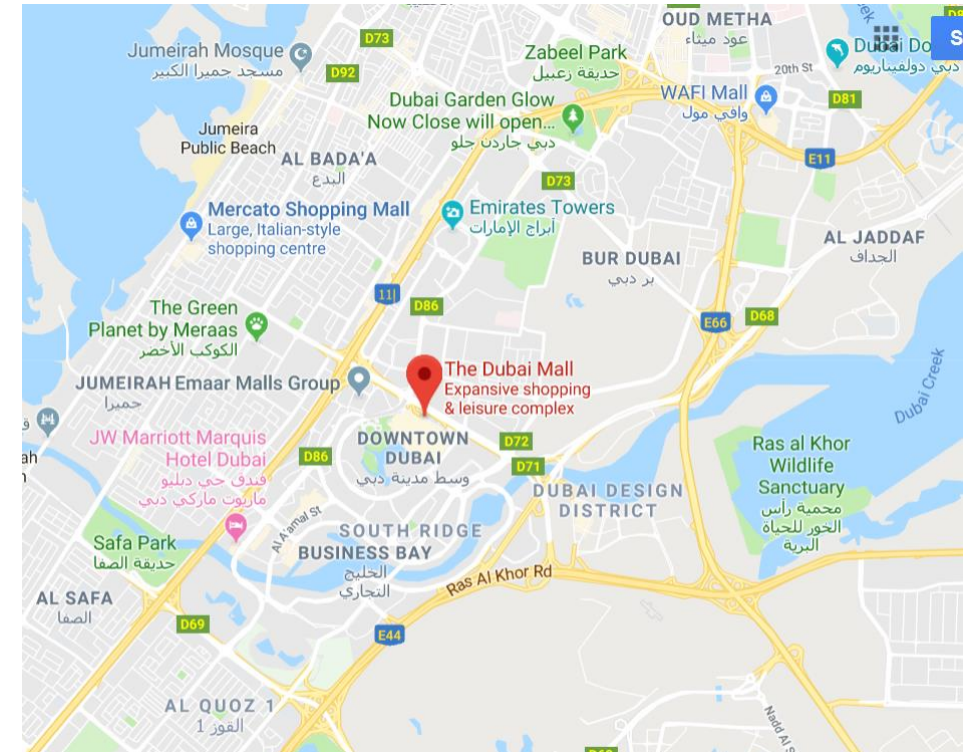 OUD METHA
عود ميثاء
D73
Jumeirah Mosque
مسجد جميرا الكبير
D92
Zabeel Park
حديقة زعبيل
20th St
WAFI Mall
وافي مول
D81
Dubai Garden Glow
Now Close will open...
دبي جاردن جلو
Jumeira
Public Beach
AL BADA'A
البدع
E11
D73
Mercato Shopping Mall
Large, Italian-style
shopping centre
Emirates Towers
أبراج الإمارات
BUR DUBAI
بر دبي
AL JADDAF
الجداف
11
D86
The Green
Planet by Meraas
الكوكب الأخضر
E66
D68
JUMEIRAH
جميرا
Emaar Malls Group
The Dubai Mall
Expansive shopping
& leisure complex
Dubai Creek
JW Marriott Marquis
Hotel Dubai
فندق جي دبليو
ماريوت ماركي دبي
D86
DOWNTOWN
DUBAI
وسط مدينة دبي
D72
D71
Ras al Khor
Wildlife
Sanctuary
محمية رأس
الخور للحياة
البرية
DUBAI DESIGN
DISTRICT
Al A'amal St
SOUTH RIDGE
BUSINESS BAY
الخليج
التجاري
Safa Park
حديقة الصفا
Ras Al Khor Rd
AL SAFA
الصفا
D69
E44
AL QUOZ 1
القوز 1